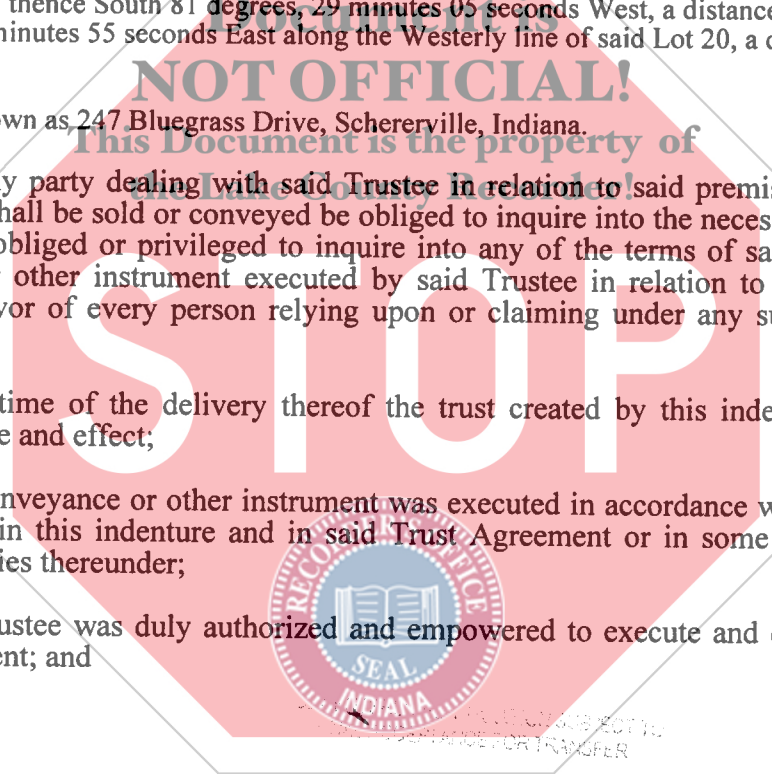 thence South 81 degrees, 29 minutes 05 seconds West, a distance
Document is
minutes 55 seconds East along the Westerly line of said Lot 20, a
NOT OFFICIAL!
own as 247 Bluegrass Drive, Schererville, Indiana.
This Document is the property of
y party dealing with said Trustee in relation to said premis
the Lake County Recorder!
hall be sold or conveyed be obliged to inquire into the neces
obliged or privileged to inquire into any of the terms of sa
other instrument executed by said Trustee in relation to
vor of every person relying upon or claiming under any su
STOP
time of the delivery thereof the trust created by this inde
e and effect;
nveyance or other instrument was executed in accordance w
in this indenture and in said Trust Agreement or in some
ies thereunder;
RECORDER'S OFFICE
ustee was duly authorized and empowered to execute and
ent; and
SEAL
INDIANA
SUBJECT TO
FOR TRANSFER